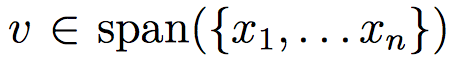 v ∈ span({x₁, . . . xₙ})